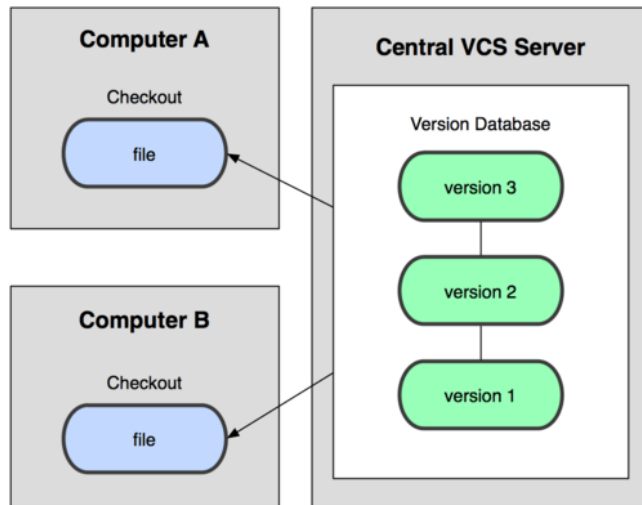 Computer A
Checkout
file
Computer B
Checkout
file
Central VCS Server
Version Database
version 3
version 2
version 1